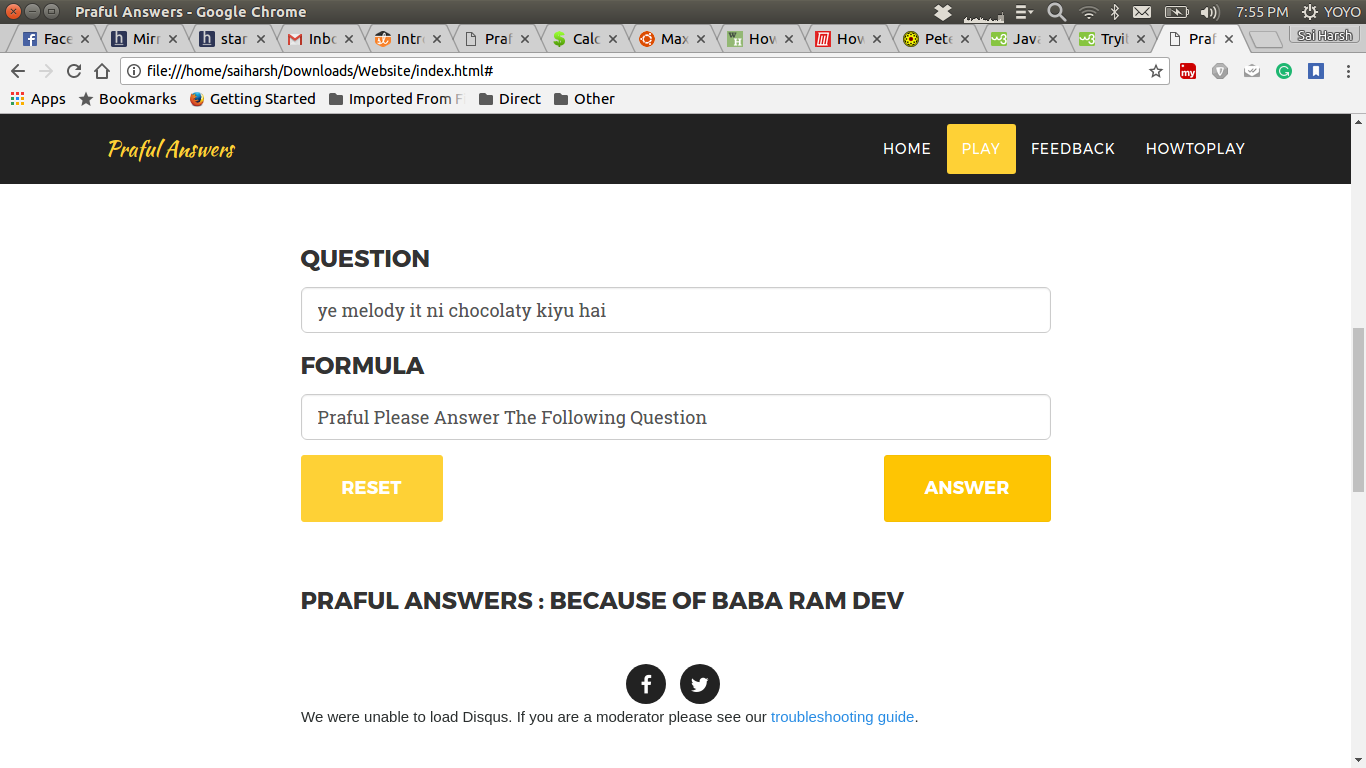 Praful Answers - Google Chrome
7:55 PM YOYO
Face Mirr star Inbc Intr Praf Calc Max How How Pete Java Tryit Praf Sai Harsh
file:///home/saiharsh/Downloads/Website/index.html#
Apps Bookmarks Getting Started Imported From F Direct Other
Praful Answers HOME PLAY FEEDBACK HOWTOPLAY
QUESTION
ye melody it ni chocolaty kiyu hai
FORMULA
Praful Please Answer The Following Question
RESET ANSWER
PRAFUL ANSWERS : BECAUSE OF BABA RAM DEV
We were unable to load Disqus. If you are a moderator please see our troubleshooting guide.